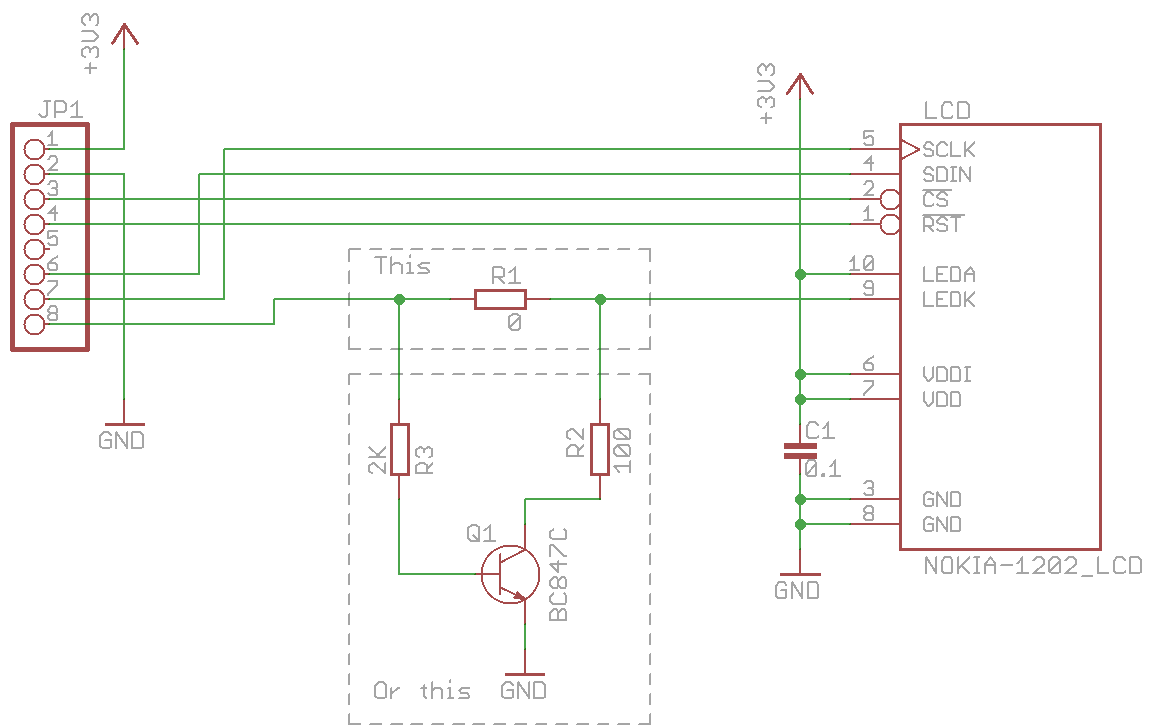 +3V3
JP1
1
2
3
4
5
6
7
8
GND
This
R1
0
2K
R3
R2
100
Q1
BC847C
Or this
GND
+3V3
C1
0.1
GND
LCD
5 SCLK
4 SDIN
2 CS
1 RST
10 LEDA
9 LEDK
6 VDDI
7 VDD
3 GND
8 GND
NOKIA-1202_LCD